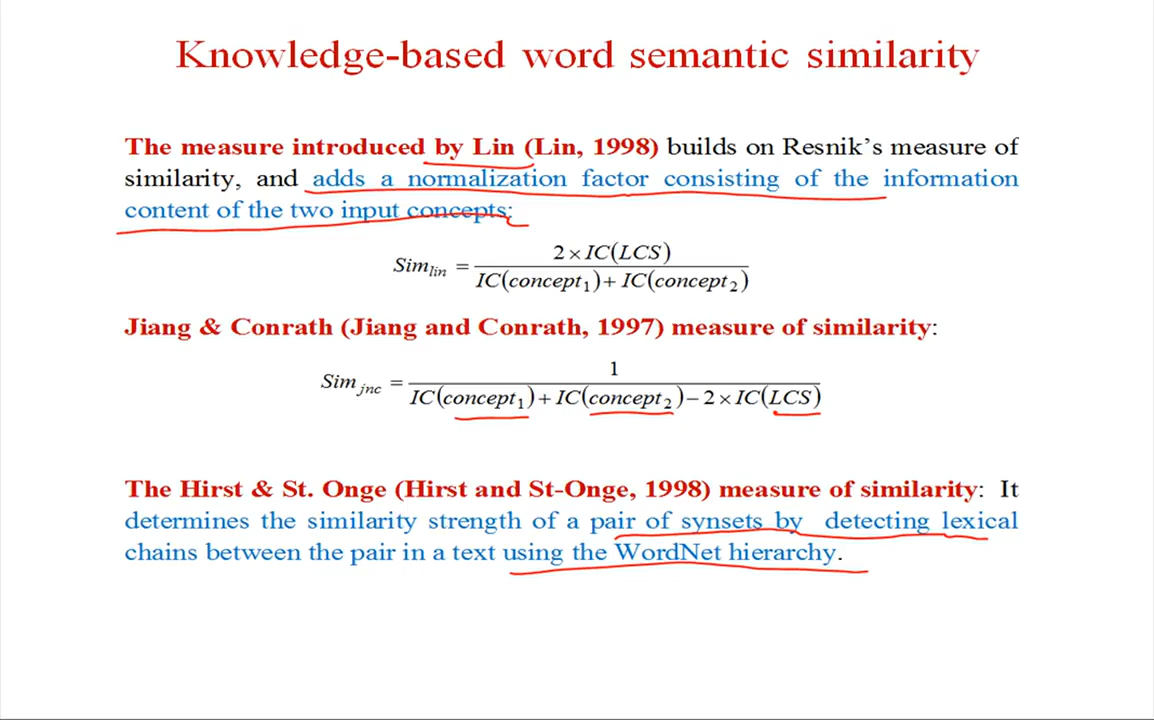 Knowledge-based word semantic similarity
The measure introduced by Lin (Lin, 1998) builds on Resnik's measure of
similarity, and adds a normalization factor consisting of the information
content of the two input concepts:
Sim_lin = 2 × IC(LCS) / IC(concept₁) + IC(concept₂)
Jiang & Conrath (Jiang and Conrath, 1997) measure of similarity:
Sim_jnc = 1 / IC(concept₁) + IC(concept₂) − 2 × IC(LCS)
The Hirst & St. Onge (Hirst and St-Onge, 1998) measure of similarity: It
determines the similarity strength of a pair of synsets by detecting lexical
chains between the pair in a text using the WordNet hierarchy.